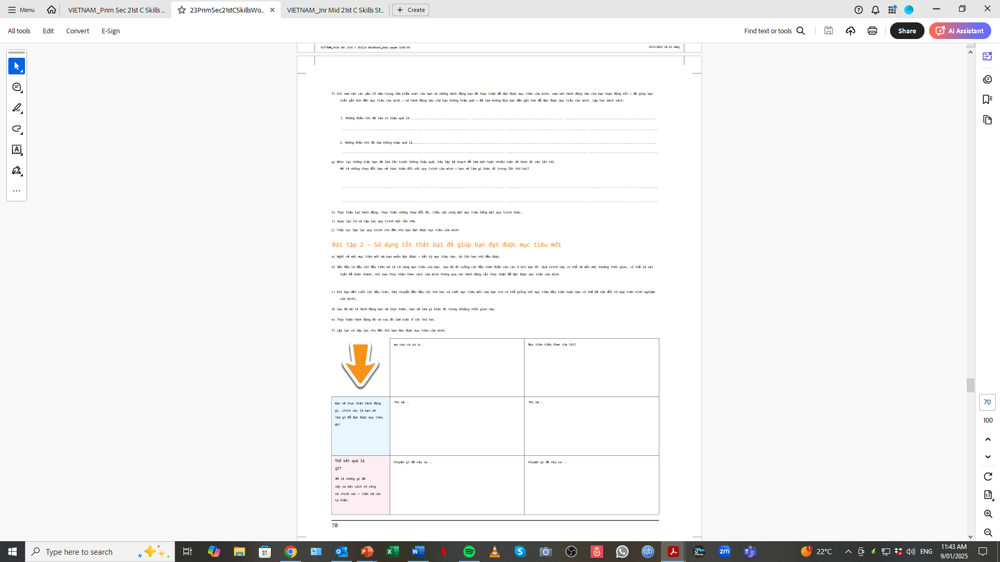 VIETNAM_Prim Sec 21st C Skills ...
23PrimSec21stCSkillsWo...
VIETNAM_Jnr Mid 21st C Skills St...
Create
Menu
All tools
Edit
Convert
E-Sign
Find text or tools
Share
AI Assistant
VIETNAM_Prim Sec 21st C Skills Workbook_body pages.indd 69
29/5/2023 10:16 sáng
f) Chỉ xem xét các yếu tố nằm trong tầm kiểm soát của bạn và những hành động bạn đã thực hiện để đạt được mục tiêu của mình, xem xét hành động nào của bạn hoạt động tốt – đã giúp bạn
tiến gần hơn đến mục tiêu của mình – và hành động nào của bạn không hiệu quả – đã làm không đưa bạn đến gần hơn để đạt được mục tiêu của mình. Lập hai danh sách:
1. Những điều tôi đã làm có hiệu quả là
2. Những điều tôi đã làm không hiệu quả là
g) Nhìn lại những việc bạn đã làm lần trước không hiệu quả, hãy lập kế hoạch để làm một hoặc nhiều việc đó khác đi vào lần tới.
Mô tả những thay đổi bạn sẽ thực hiện đối với quy trình của mình – bạn sẽ làm gì khác đi trong lần thứ hai?
h) Thực hiện lại hành động, thực hiện những thay đổi đó, tiếp cận cùng một mục tiêu bằng một quy trình khác.
i) Quay lại 1d và lặp lại quy trình một lần nữa.
j) Tiếp tục lặp lại quy trình cho đến khi bạn đạt được mục tiêu của mình.
Bài tập 2 – Sử dụng tốt thất bại để giúp bạn đạt được mục tiêu mới
a) Nghĩ về một mục tiêu mới mà bạn muốn đạt được – bất kỳ mục tiêu nào, dù lớn hay nhỏ đều được.
b) Bắt đầu từ đầu cột đầu tiên mô tả rõ ràng mục tiêu của bạn. Sau đó đi xuống cột đầu tiên điền vào các ô khi bạn đi. Quá trình này có thể sẽ mất một khoảng thời gian, có thể là vài
tuần để hoàn thành, khi bạn thực hiện theo cách của mình thông qua các hành động cần thực hiện để đạt được mục tiêu của mình.
c) Khi bạn đến cuối cột đầu tiên, hãy chuyển đến đầu cột thứ hai và viết mục tiêu mới của bạn (nó có thể giống với mục tiêu đầu tiên hoặc bạn có thể đã sửa đổi nó dựa trên kinh nghiệm
của mình).
d) Sau đó mô tả hành động bạn sẽ thực hiện, bạn sẽ làm gì khác đi trong khoảng thời gian này.
e) Thực hiện hành động đó và sau đó làm việc ở cột thứ hai.
f) Lặp lại và lặp lại cho đến khi bạn đạt được mục tiêu của mình.
Mục tiêu của tôi là...
Mục tiêu tiếp theo của tôi?
Bạn sẽ thực hiện hành động
gì, chính xác là bạn sẽ
làm gì để đạt được mục tiêu
đó?
Tôi sẽ...
Tôi sẽ...
Thế kết quả là
gì?
Mô tả những gì đã
xảy ra một cách rõ ràng
và chính xác – liệt kê các
sự kiện.
Chuyện gì đã xảy ra...
Chuyện gì đã xảy ra...
70
70
100
Type here to search
22°C
ENG
11:43 AM
9/01/2025